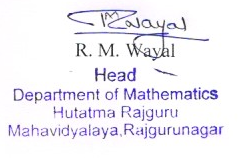 R. M. Wayal
Head
Department of Mathematics
Hutatma Rajguru
Mahavidyalaya,Rajgurunagar